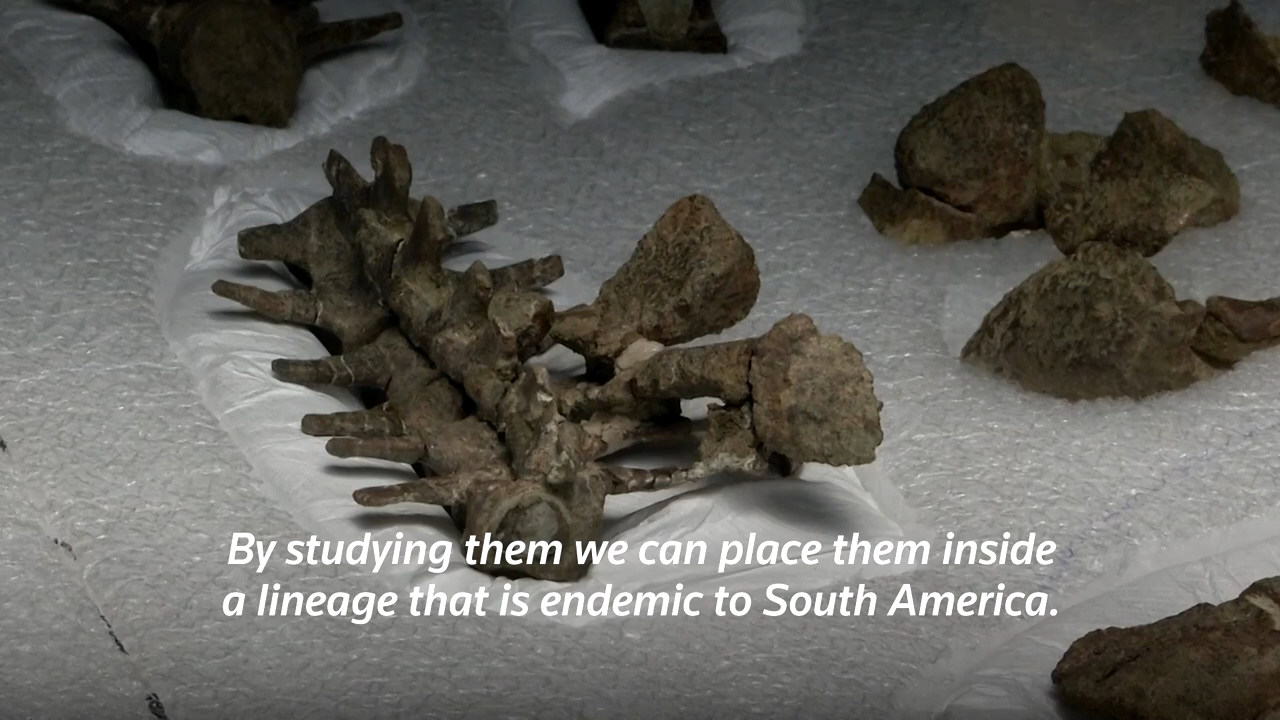 By studying them we can place them inside
a lineage that is endemic to South America.